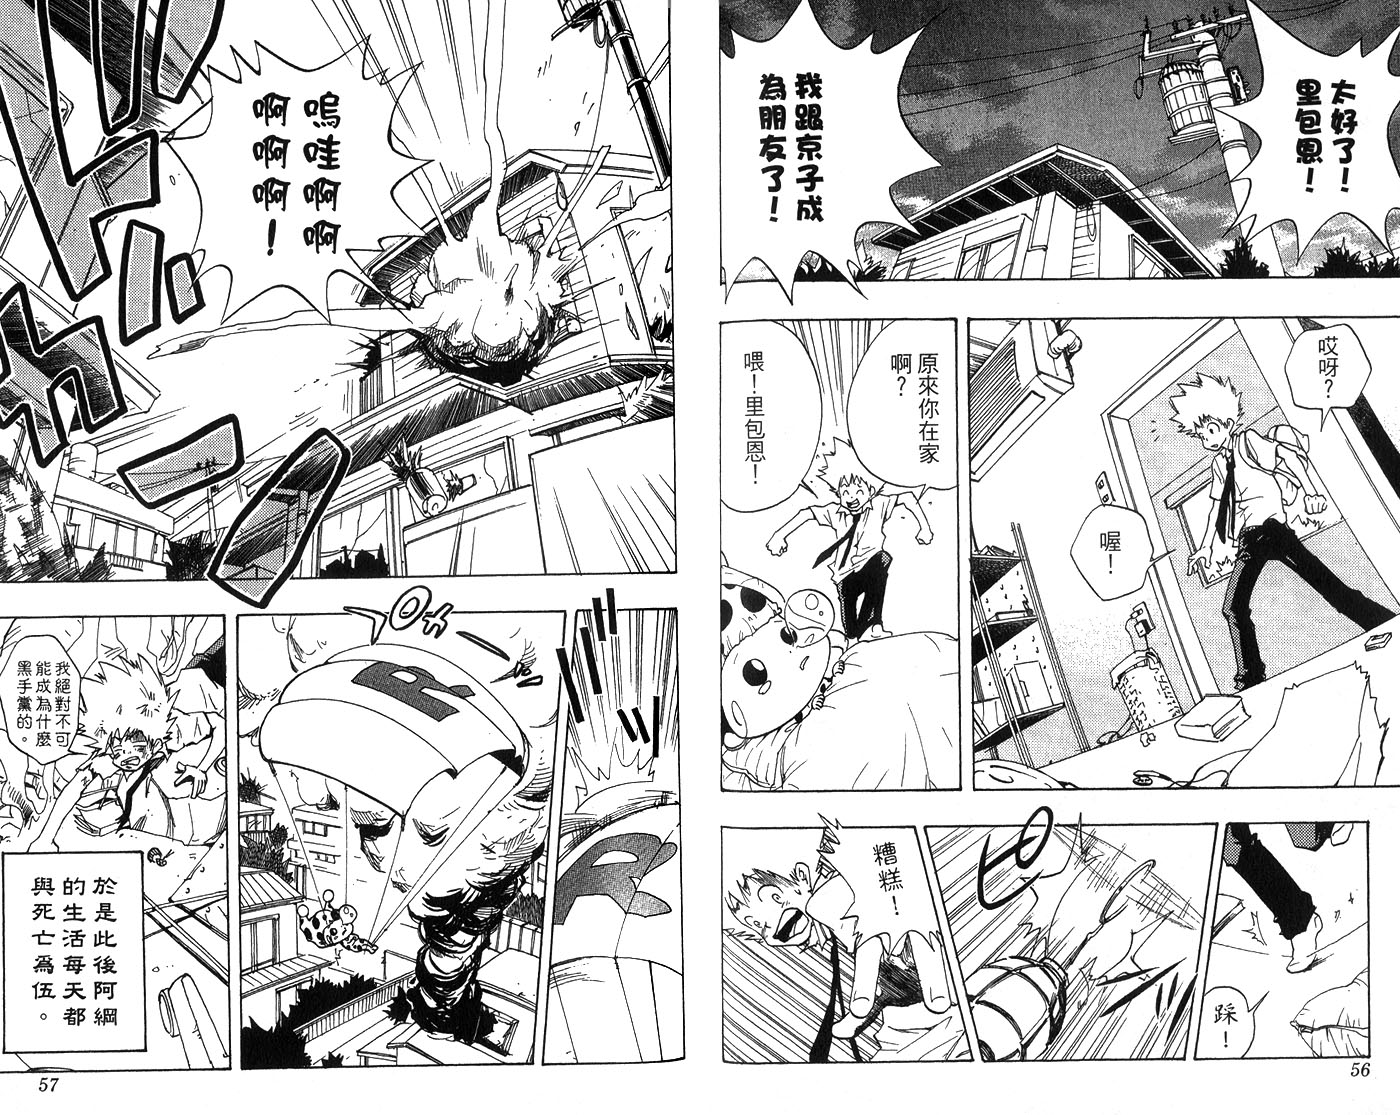 太好了！
里包恩！
我跟京子成
為朋友了！
哎呀？
喔！
原來你在家
啊？
喂！里包恩！
踩！
糟糕！
56
嗚哇啊啊
啊啊啊！
R
我絕對不可
能成為什麼
黑手黨的。
於是此後阿綱
的生活每天都
與死亡為伍。
57